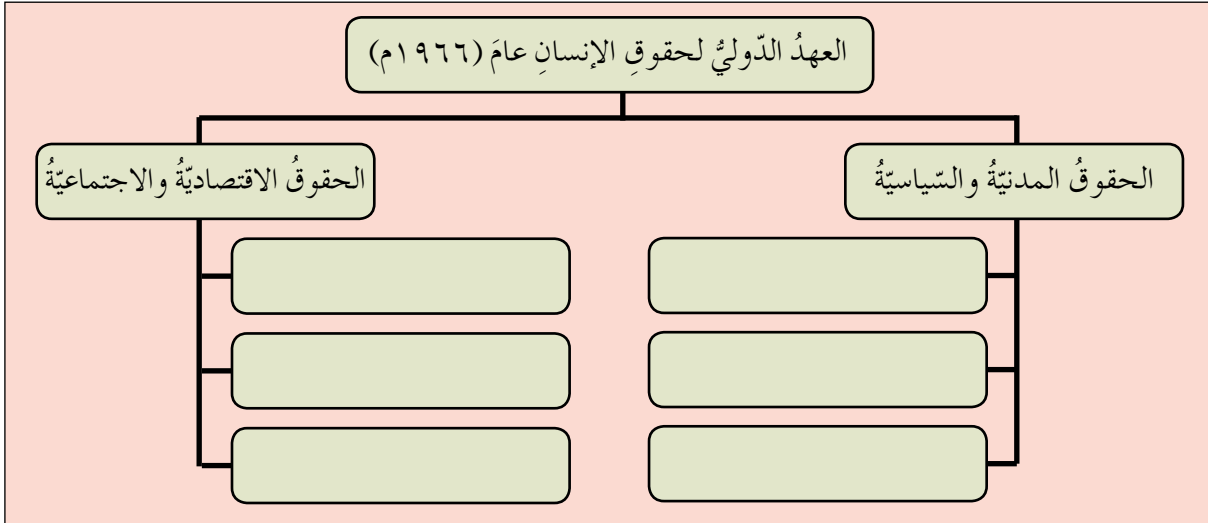 العهدُ الدّوليُّ لحقوقِ الإنسانِ عامَ (١٩٦٦م)
الحقوقُ المدنيّةُ والسّياسيّةُ
الحقوقُ الاقتصاديّةُ والاجتماعيّةُ